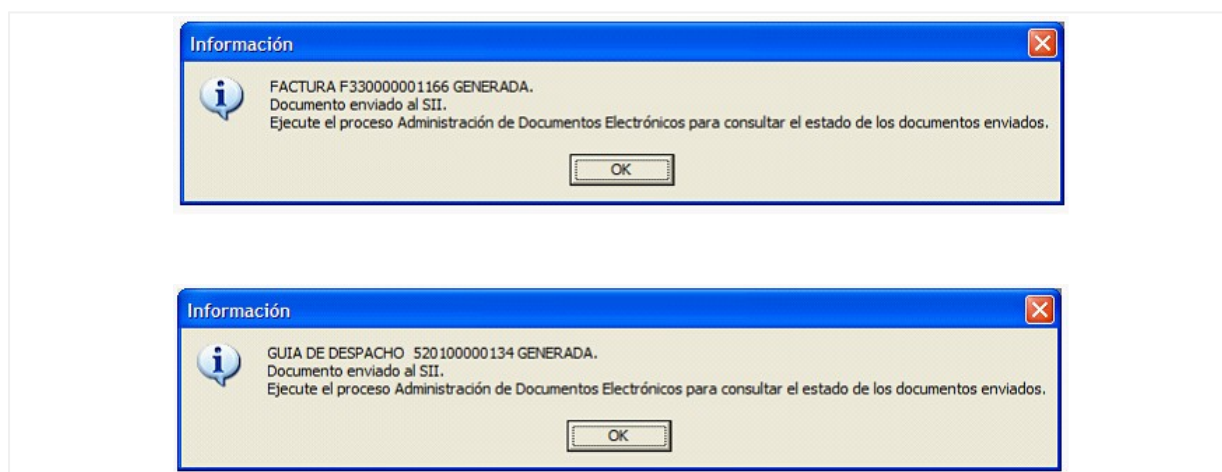 Información
FACTURA F330000001166 GENERADA.
Documento enviado al SII.
Ejecute el proceso Administración de Documentos Electrónicos para consultar el estado de los documentos enviados.
OK
Información
GUIA DE DESPACHO  520100000134 GENERADA.
Documento enviado al SII.
Ejecute el proceso Administración de Documentos Electrónicos para consultar el estado de los documentos enviados.
OK